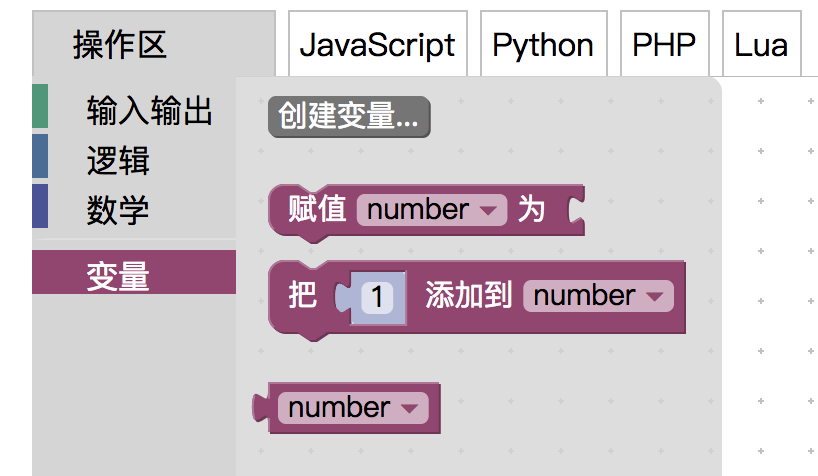 操作区 JavaScript Python PHP Lua
输入输出
逻辑
数学
变量
创建变量...
赋值 number 为
把 1 添加到 number
number